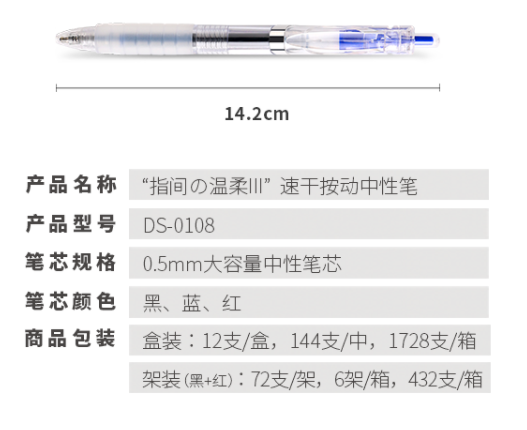 14.2cm
产品名称 “指间の温柔III” 速干按动中性笔
产品型号 DS-0108
笔芯规格 0.5mm大容量中性笔芯
笔芯颜色 黑、蓝、红
商品包装 盒装：12支/盒，144支/中，1728支/箱
架装（黑+红）：72支/架，6架/箱，432支/箱